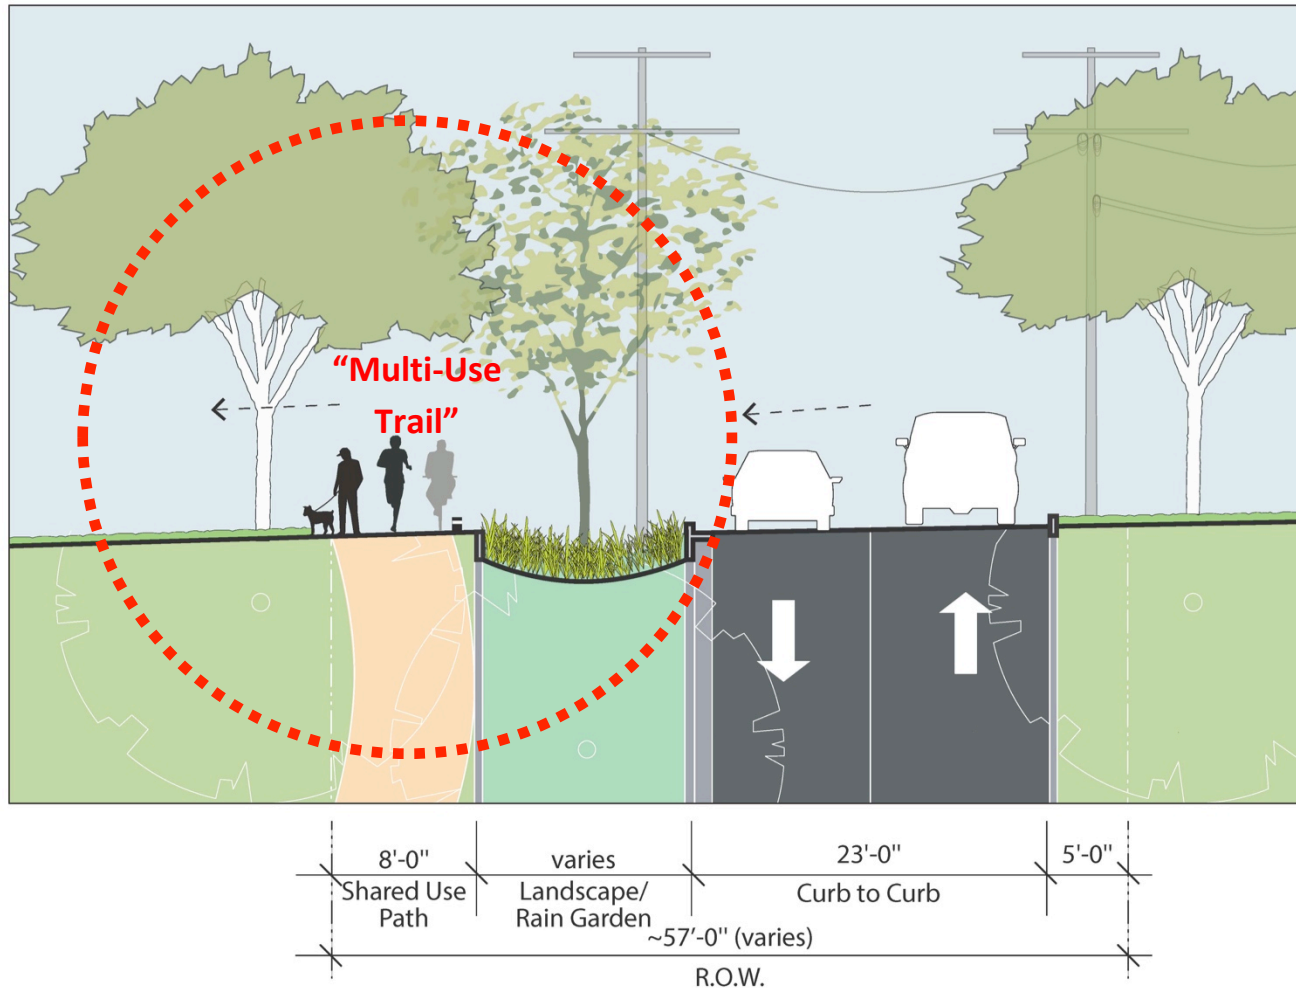 “Multi-Use
Trail”
8'-0"
varies
23'-0"
5'-0"
Shared Use
Path
Landscape/
Rain Garden
Curb to Curb
~57'-0" (varies)
R.O.W.